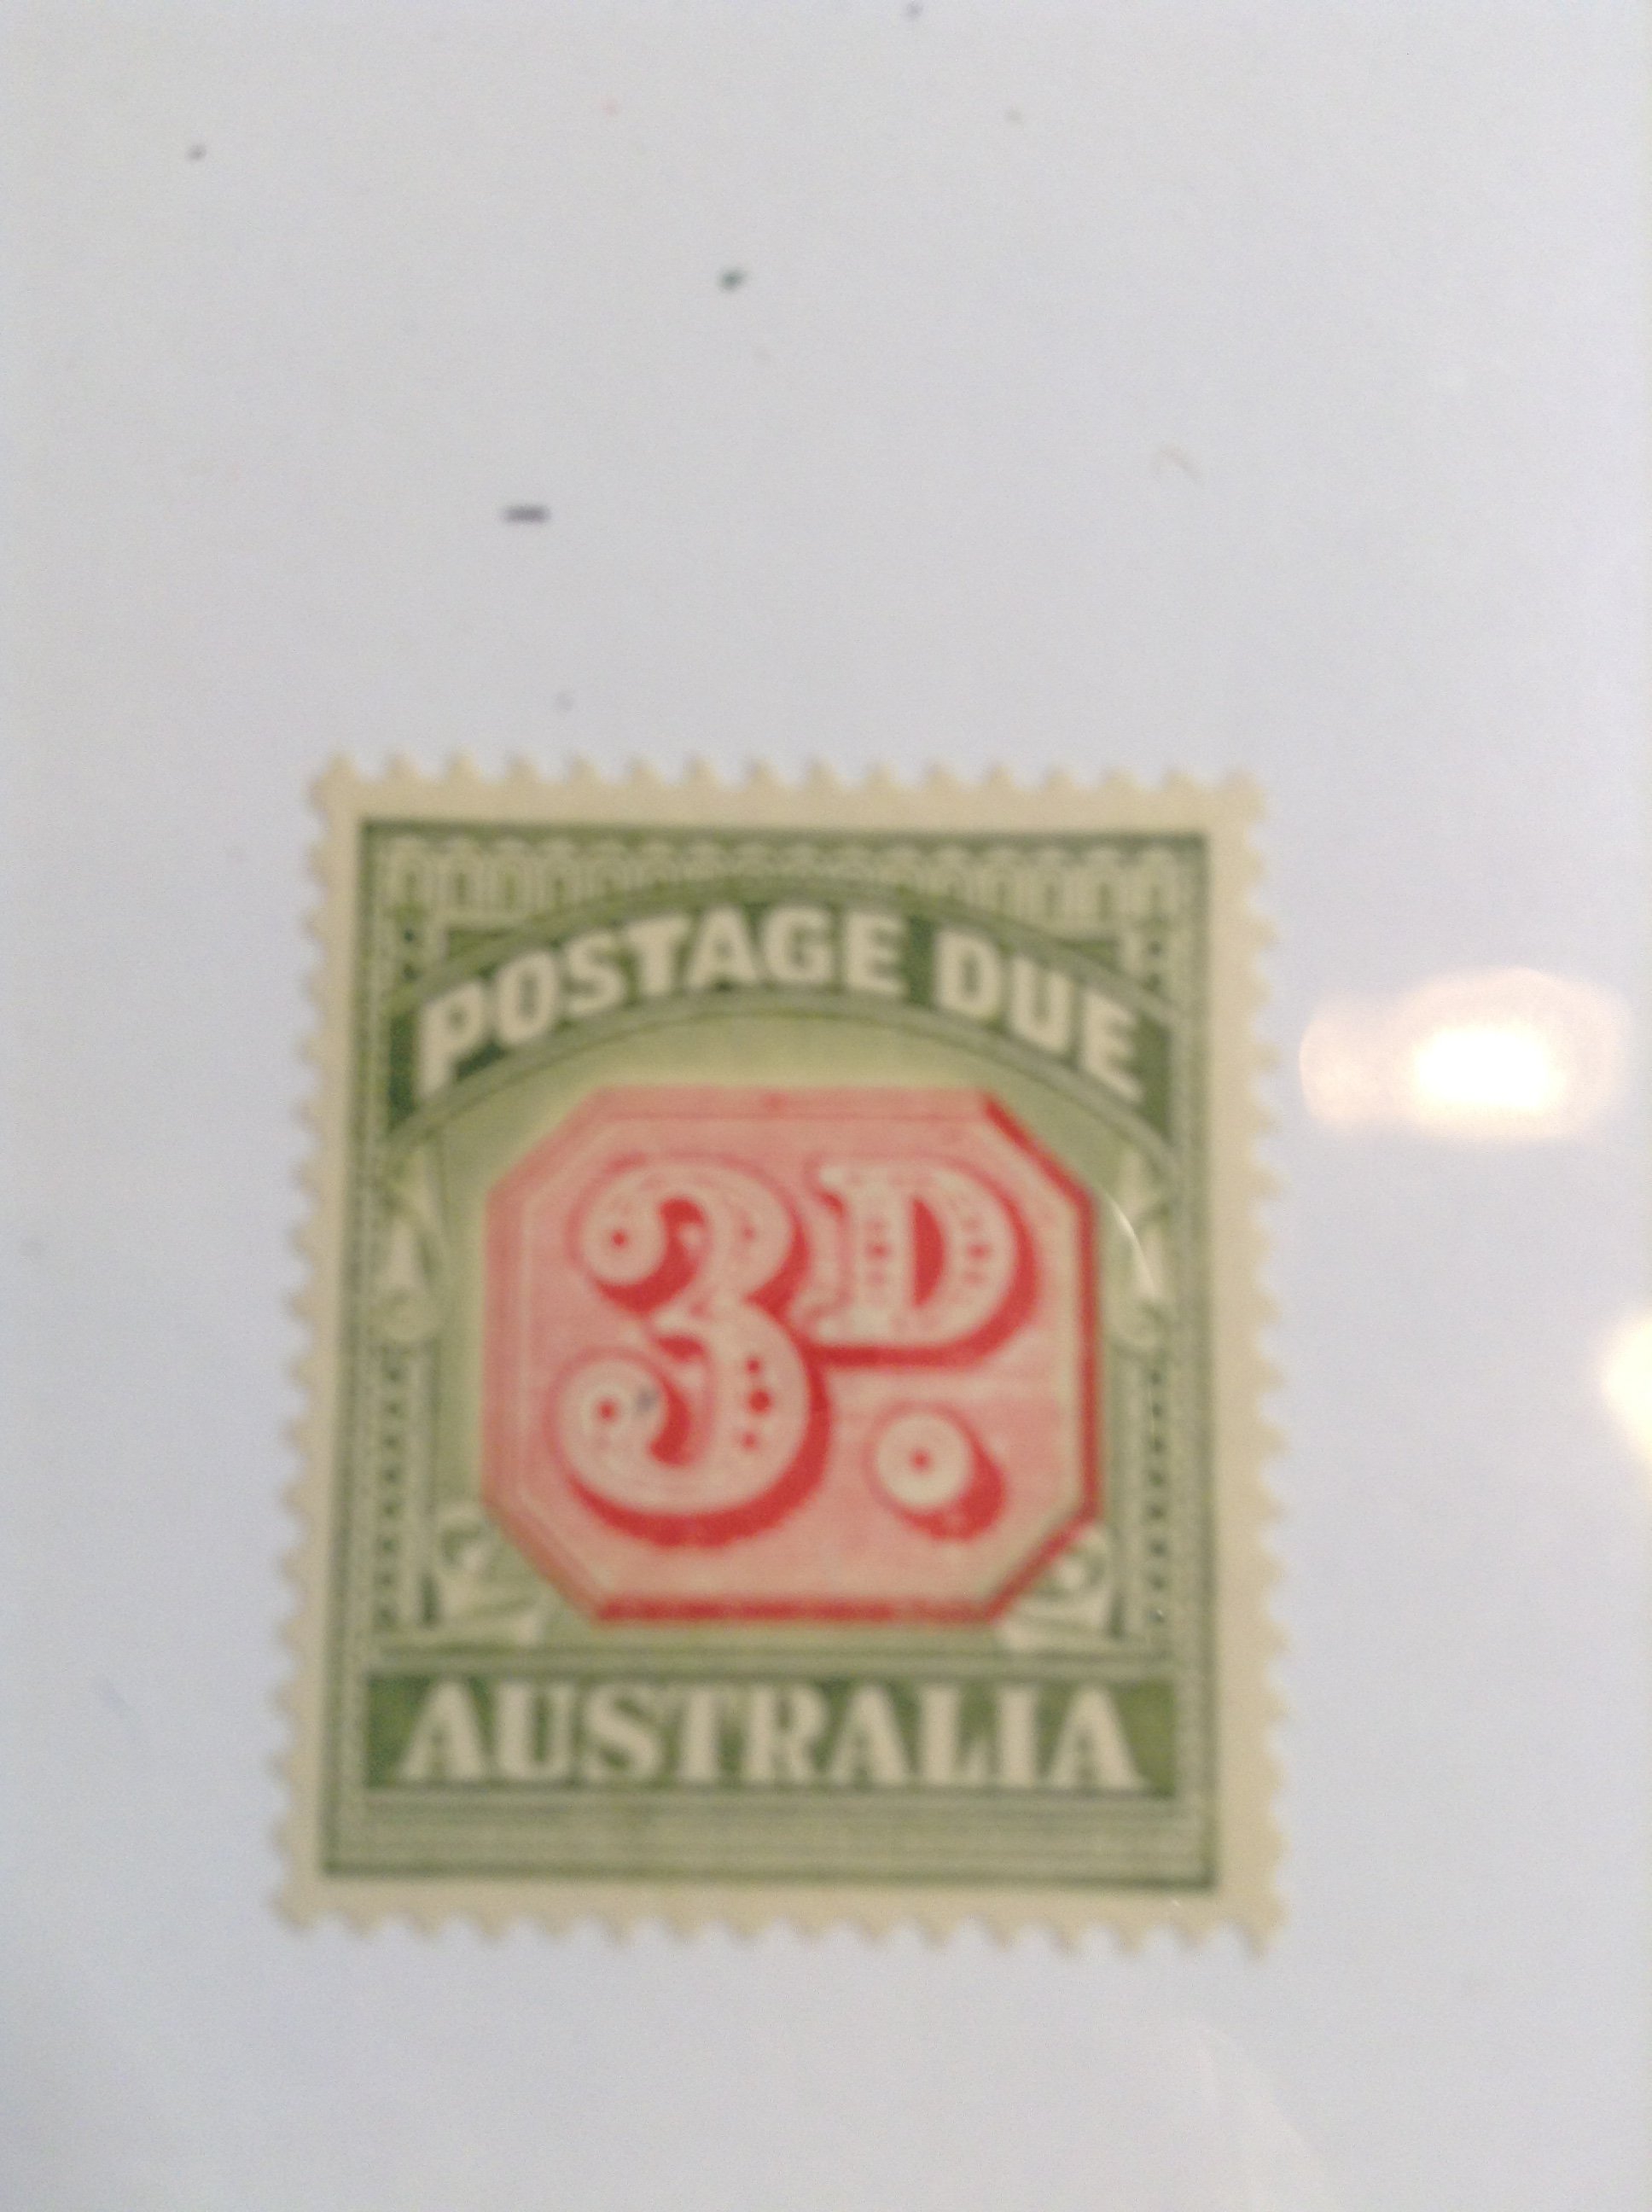 POSTAGE DUE
3D.
AUSTRALIA